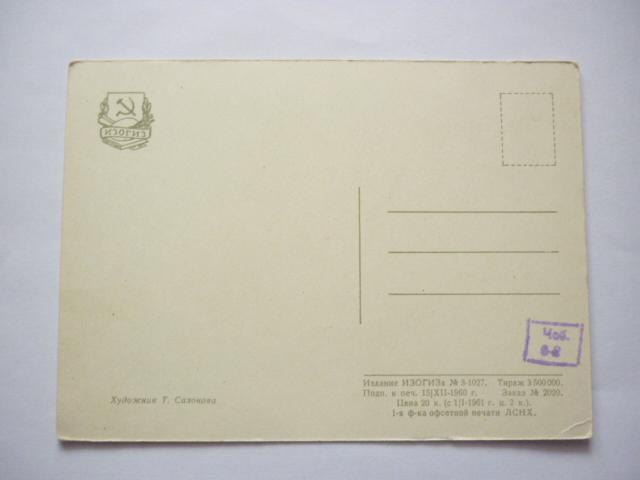 ИЗОГИЗ
Чоб.
Художник Т. Сазонова
Издание ИЗОГИЗа № 3-1027. Тираж 3 500 000.
Подп. к печ. 15|XII-1960 г. Заказ № 2020.
Цена 20 к. (с 1|I-1961 г. ц. 2 к.).
1-я ф-ка офсетной печати ЛСНХ.